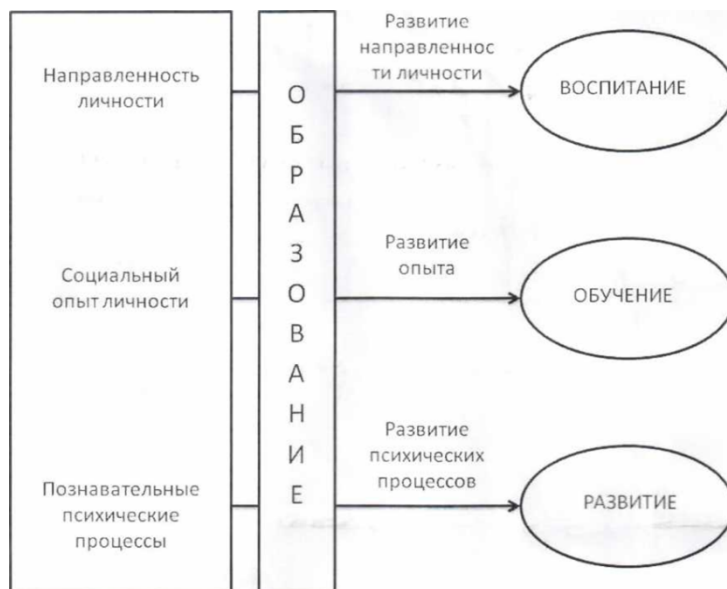 Направленность
личности
Социальный
опыт личности
Познавательные
психические
процессы
ОБРАЗОВАНИЕ
Развитие
направленнос
ти личности
ВОСПИТАНИЕ
Развитие
опыта
ОБУЧЕНИЕ
Развитие
психических
процессов
РАЗВИТИЕ